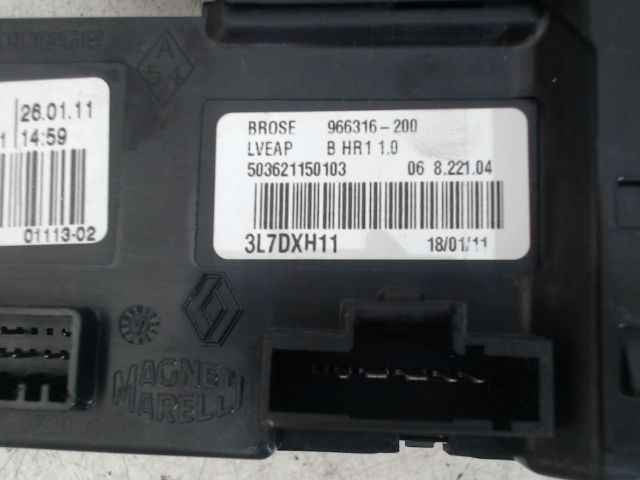 26.01.11
14:59
01113-02
BROSE 966316-200
LVEAP B HR1 1.0
503621150103 06 8.221.04
3L7DXH11 18/01/11
MAGNETI
MARELLI